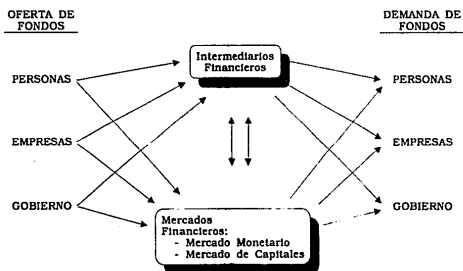 OFERTA DE
FONDOS
DEMANDA DE
FONDOS
Intermediarios
Financieros
PERSONAS
PERSONAS
EMPRESAS
EMPRESAS
GOBIERNO
GOBIERNO
Mercados
Financieros:
- Mercado Monetario
- Mercado de Capitales